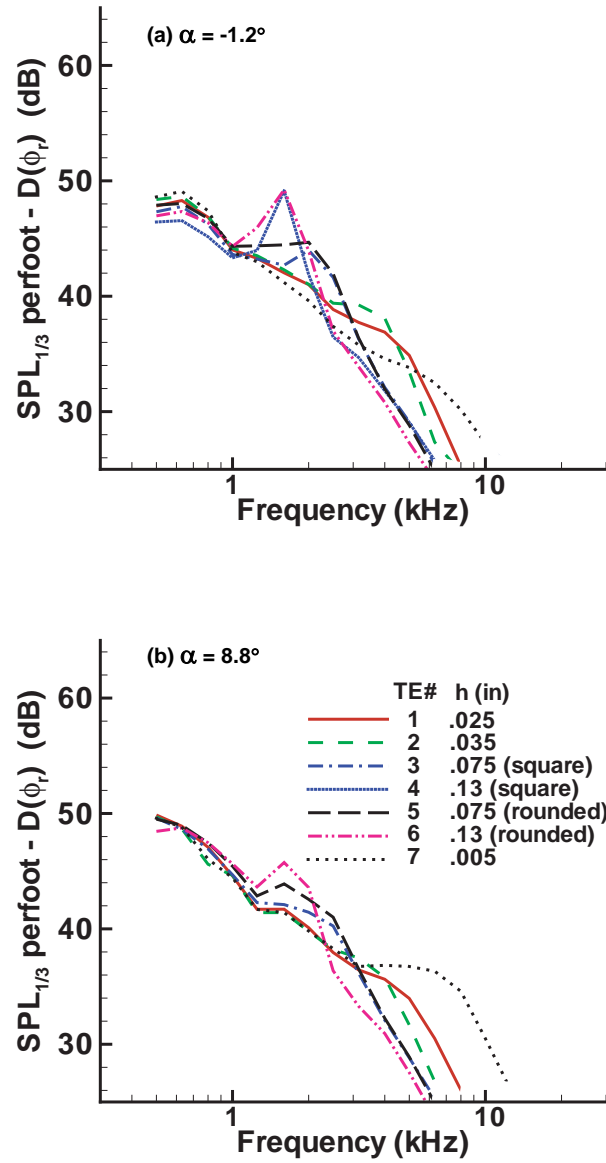 (a) α = -1.2°
SPL1/3 perfoot - D(ϕr) (dB)
60
50
40
30
1
10
Frequency (kHz)
(b) α = 8.8°
SPL1/3 perfoot - D(ϕr) (dB)
60
50
40
30
TE# h (in)
1 .025
2 .035
3 .075 (square)
4 .13 (square)
5 .075 (rounded)
6 .13 (rounded)
7 .005
1
10
Frequency (kHz)